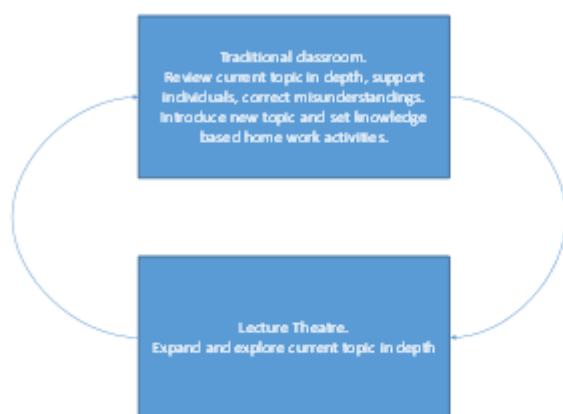 Traditional classroom.
Review current topic in depth, support
individuals, correct misunderstandings.
Introduce new topic and set knowledge
based home work activities.
Lecture Theatre.
Expand and explore current topic in depth